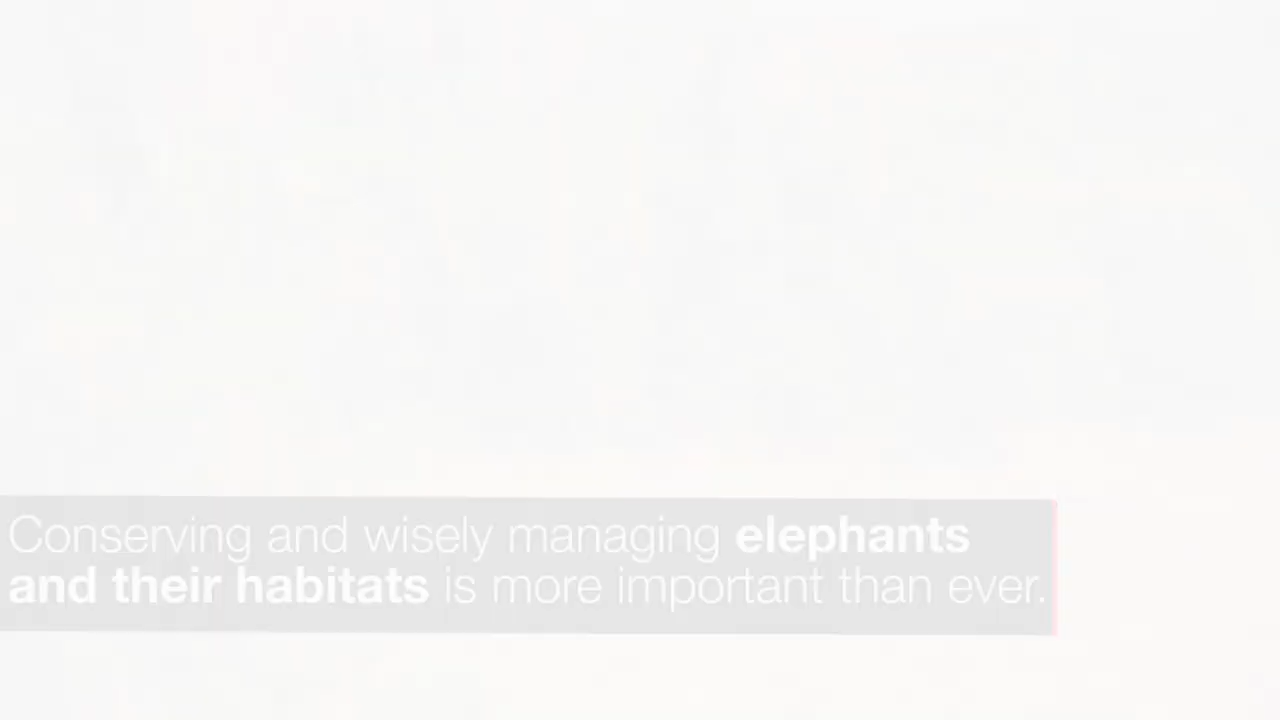 Conserving and wisely managing elephants
and their habitats is more important than ever.